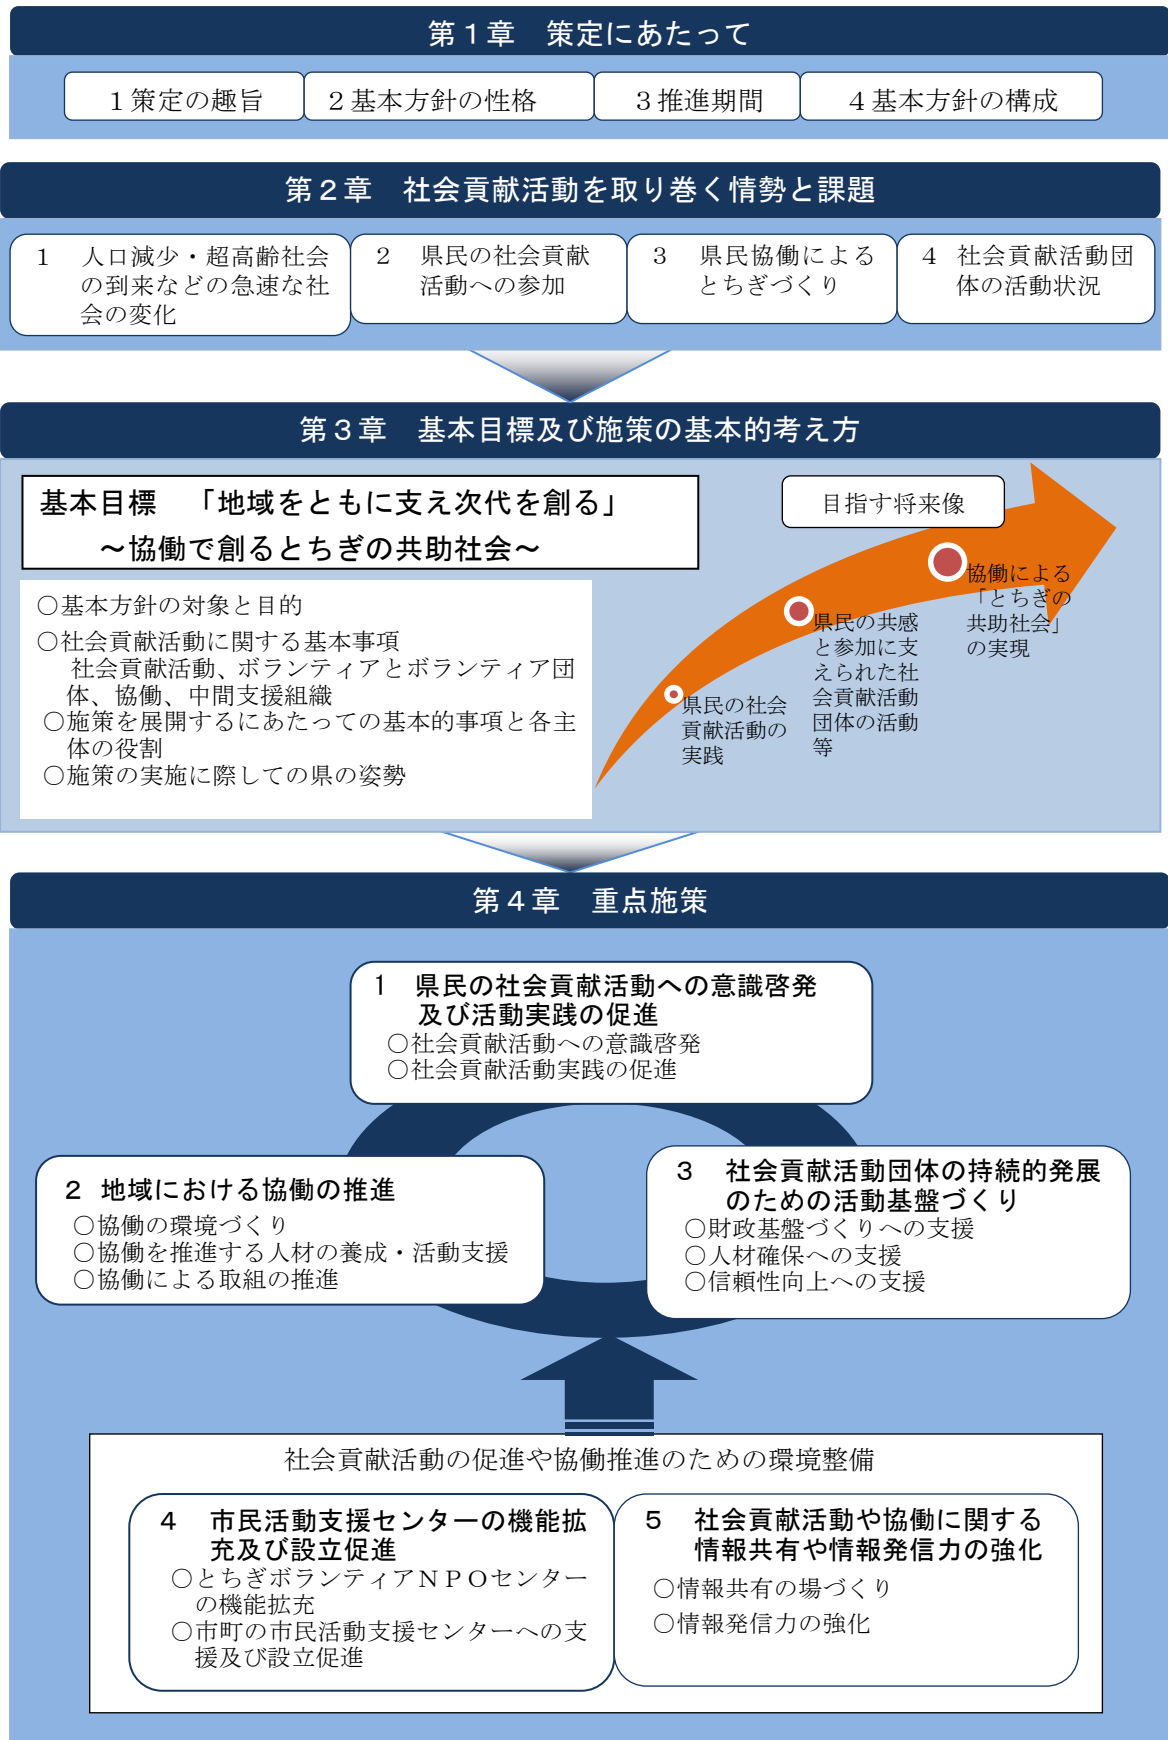 第１章　策定にあたって
１策定の趣旨
２基本方針の性格
３推進期間
４基本方針の構成
第２章　社会貢献活動を取り巻く情勢と課題
１　人口減少・超高齢社会
の到来などの急速な社
会の変化
２　県民の社会貢献
活動への参加
３　県民協働による
とちぎづくり
４　社会貢献活動団
体の活動状況
第３章　基本目標及び施策の基本的考え方
基本目標　「地域をともに支え次代を創る」
～協働で創るとちぎの共助社会～
○基本方針の対象と目的
○社会貢献活動に関する基本事項
社会貢献活動、ボランティアとボランティア団
体、協働、中間支援組織
○施策を展開するにあたっての基本的事項と各主
体の役割
○施策の実施に際しての県の姿勢
目指す将来像
県民の社会
貢献活動の
実践
県民の共感
と参加に支
えられた社
会貢献活動
団体の活動
等
協働による
「とちぎの
共助社会」
の実現
第４章　重点施策
１　県民の社会貢献活動への意識啓発
及び活動実践の促進
○社会貢献活動への意識啓発
○社会貢献活動実践の促進
２　地域における協働の推進
○協働の環境づくり
○協働を推進する人材の養成・活動支援
○協働による取組の推進
３　社会貢献活動団体の持続的発展
のための活動基盤づくり
○財政基盤づくりへの支援
○人材確保への支援
○信頼性向上への支援
社会貢献活動の促進や協働推進のための環境整備
４　市民活動支援センターの機能拡
充及び設立促進
○とちぎボランティアＮＰＯセンター
の機能拡充
○市町の市民活動支援センターへの支
援及び設立促進
５　社会貢献活動や協働に関する
情報共有や情報発信力の強化
○情報共有の場づくり
○情報発信力の強化